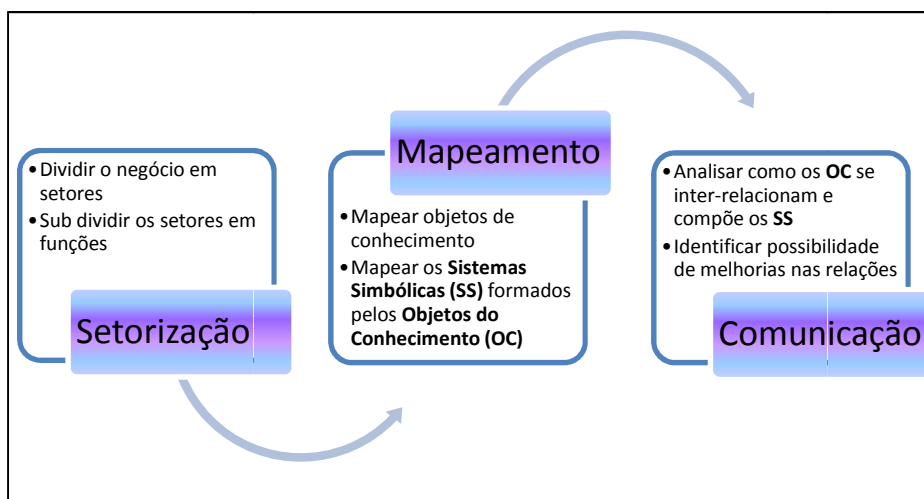 •Dividir o negócio em
setores
•Sub dividir os setores em
funções
Setorização
Mapeamento
•Mapear objetos de
conhecimento
•Mapear os Sistemas
Simbólicas (SS) formados
pelos Objetos do
Conhecimento (OC)
•Analisar como os OC se
inter-relacionam e
compõe os SS
•Identificar possibilidade
de melhorias nas relações
Comunicação